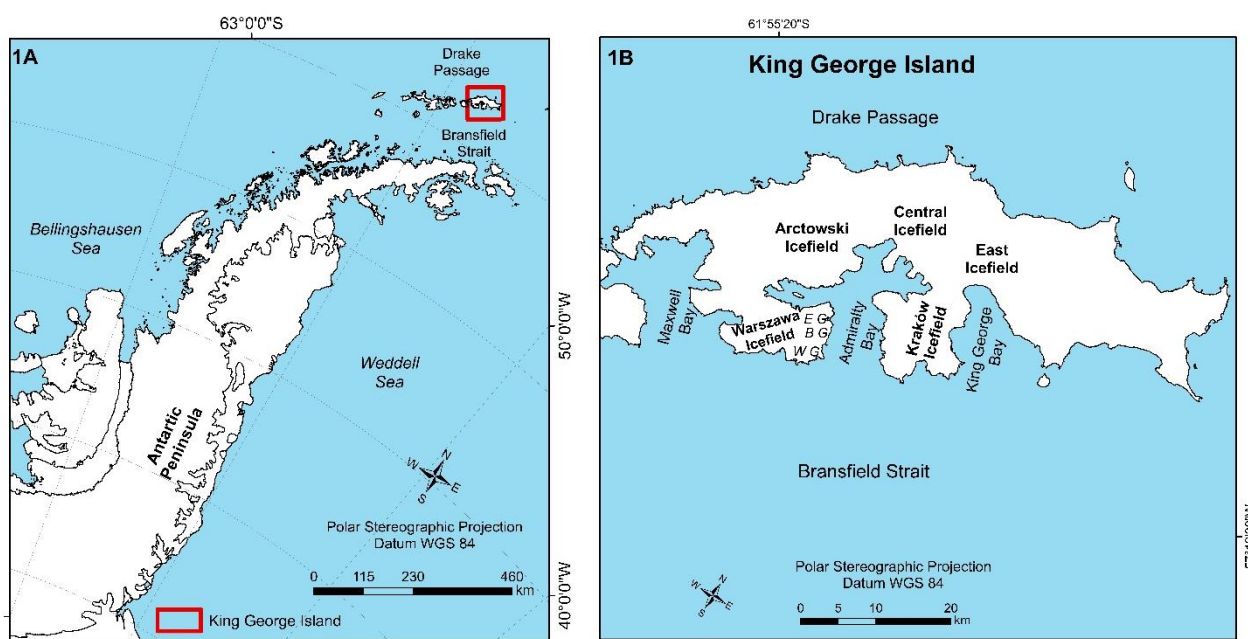 63°0'0"S
1A
Drake
Passage
Bransfield
Strait
Bellingshausen
Sea
Weddell
Sea
Antartic
Peninsula
50°0'0"W
N
W
E
S
Polar Stereographic Projection
Datum WGS 84
0 115 230 460
km
King George Island
40°0'0"W
61°55'20"S
1B
King George Island
Drake Passage
Arctowski
Icefield
Central
Icefield
East
Icefield
Maxwell
Bay
Warszawa
Icefield
E G
B G
W G
Admiralty
Bay
Kraków
Icefield
King George
Bay
Bransfield Strait
N
W
E
S
Polar Stereographic Projection
Datum WGS 84
0 5 10 20
km